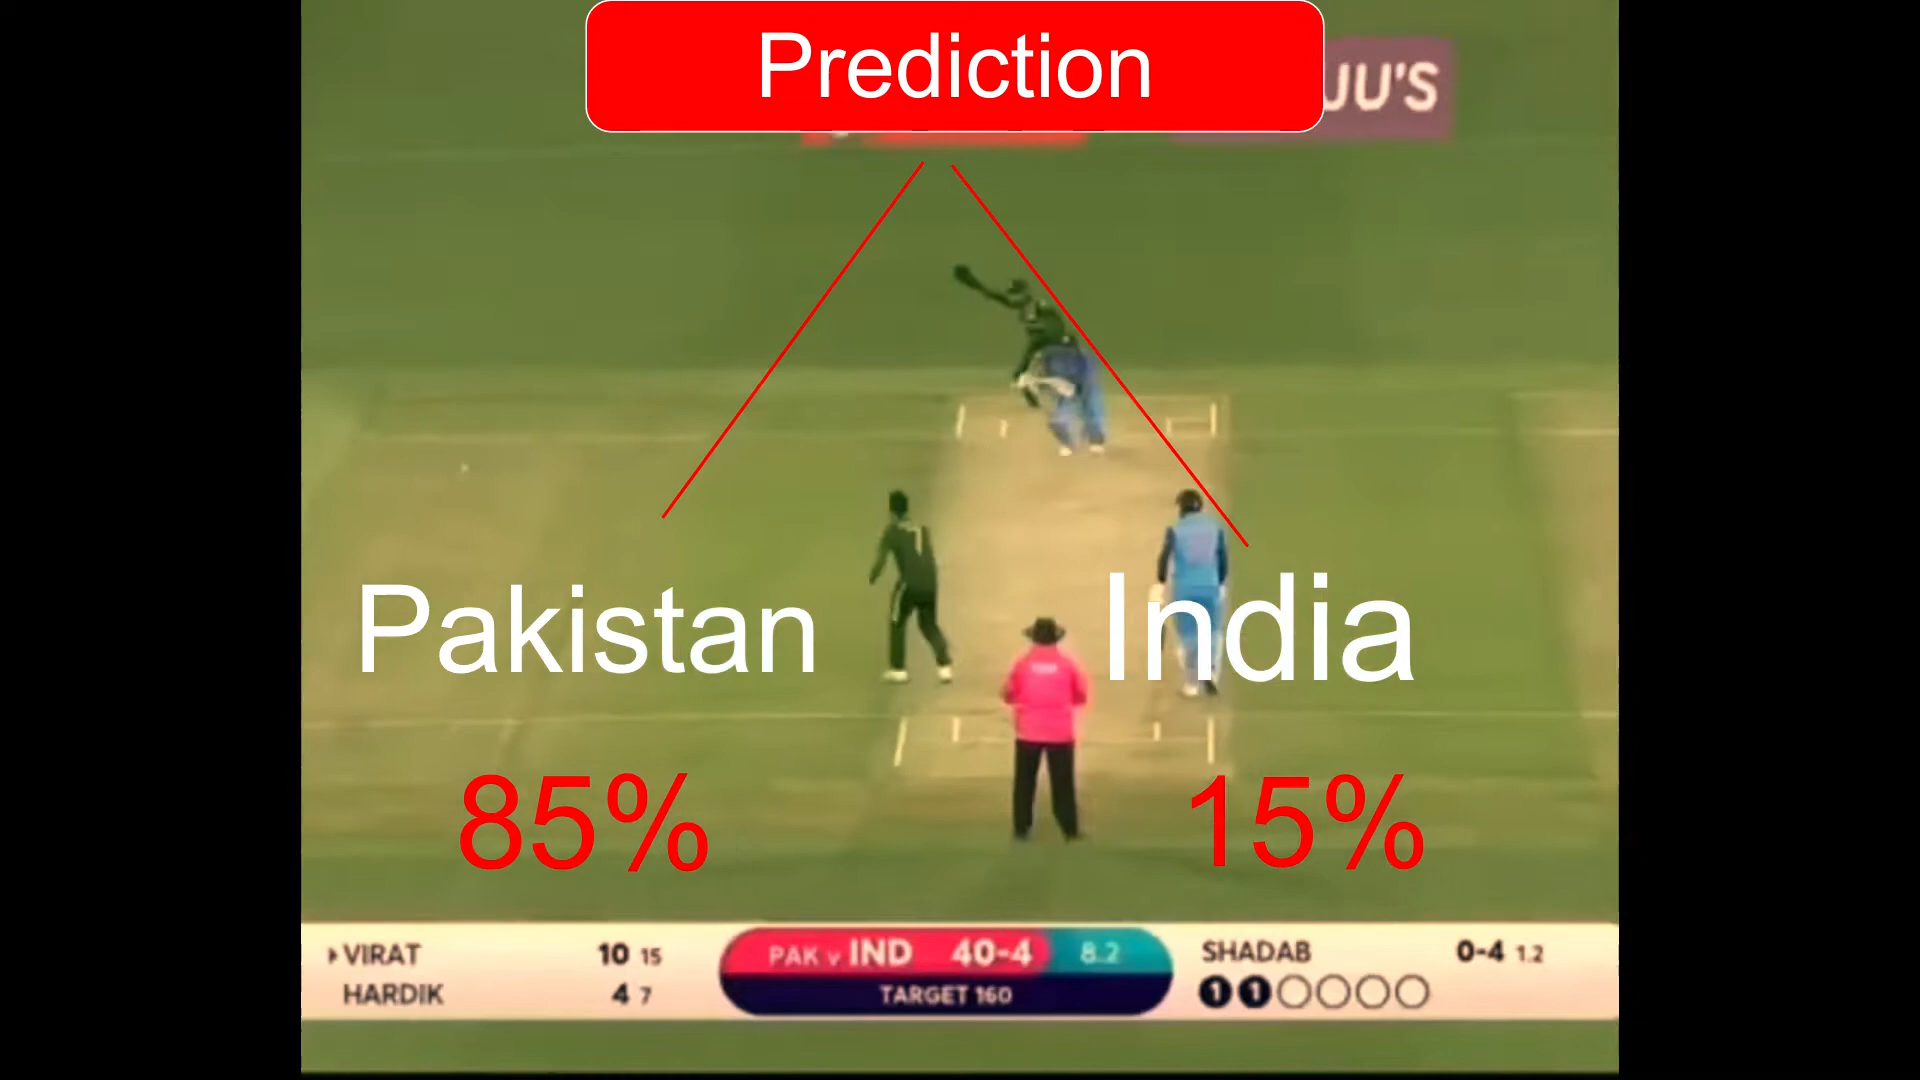 Prediction
JU'S
Pakistan
India
85%
15%
VIRAT 10 15
HARDIK 4 7
PAK v IND 40-4 8.2
TARGET 160
SHADAB 0-4 1.2
1 1